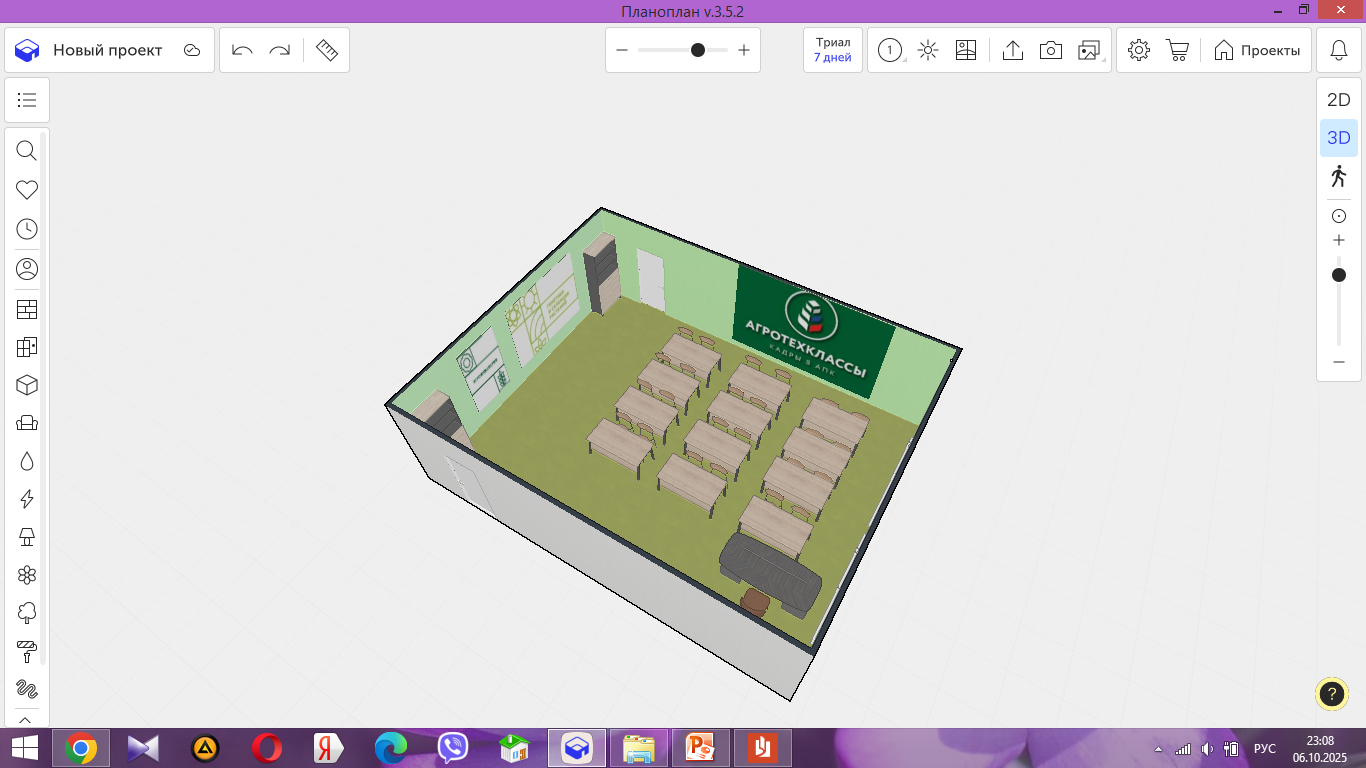 Планоплан v.3.5.2
Новый проект
Триал
7 дней
1
Проекты
2D
3D
АГРОТЕХКЛАССЫ
КАДРЫ В АПК
?
РУС
23:08
06.10.2025